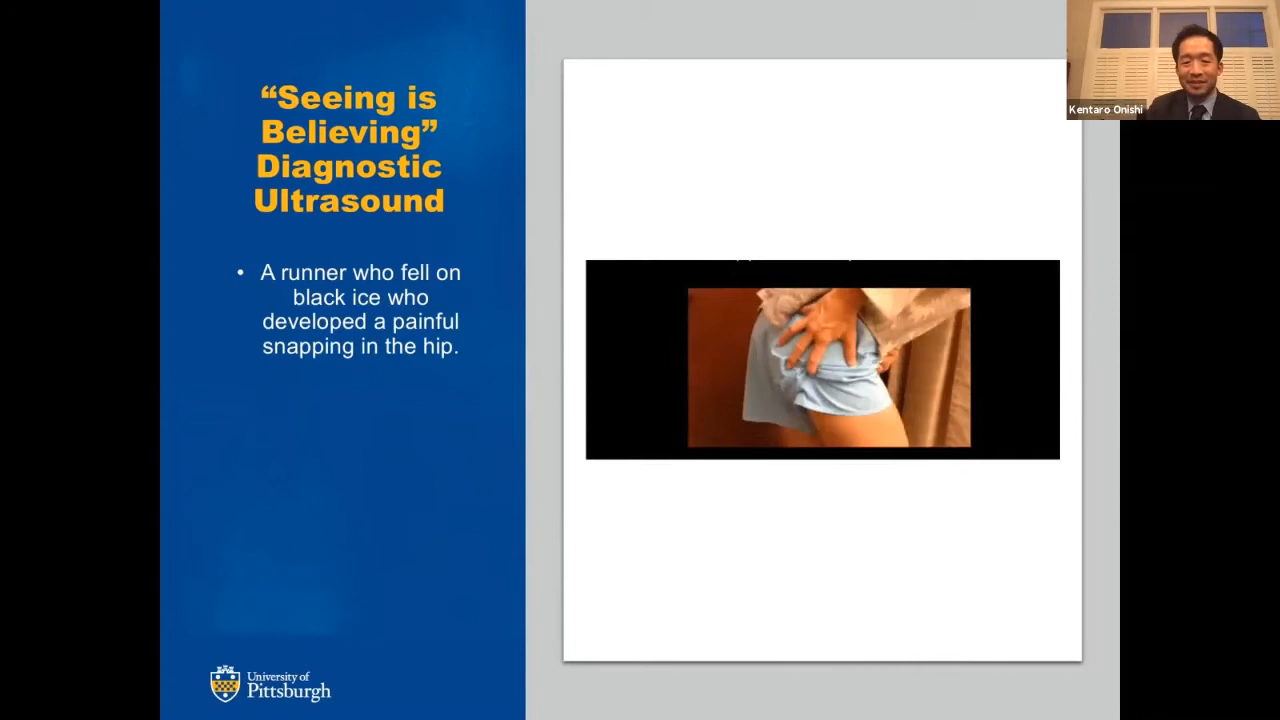 “Seeing is
Believing”
Diagnostic
Ultrasound
• A runner who fell on
black ice who
developed a painful
snapping in the hip.
University of
Pittsburgh
Kentaro Onishi